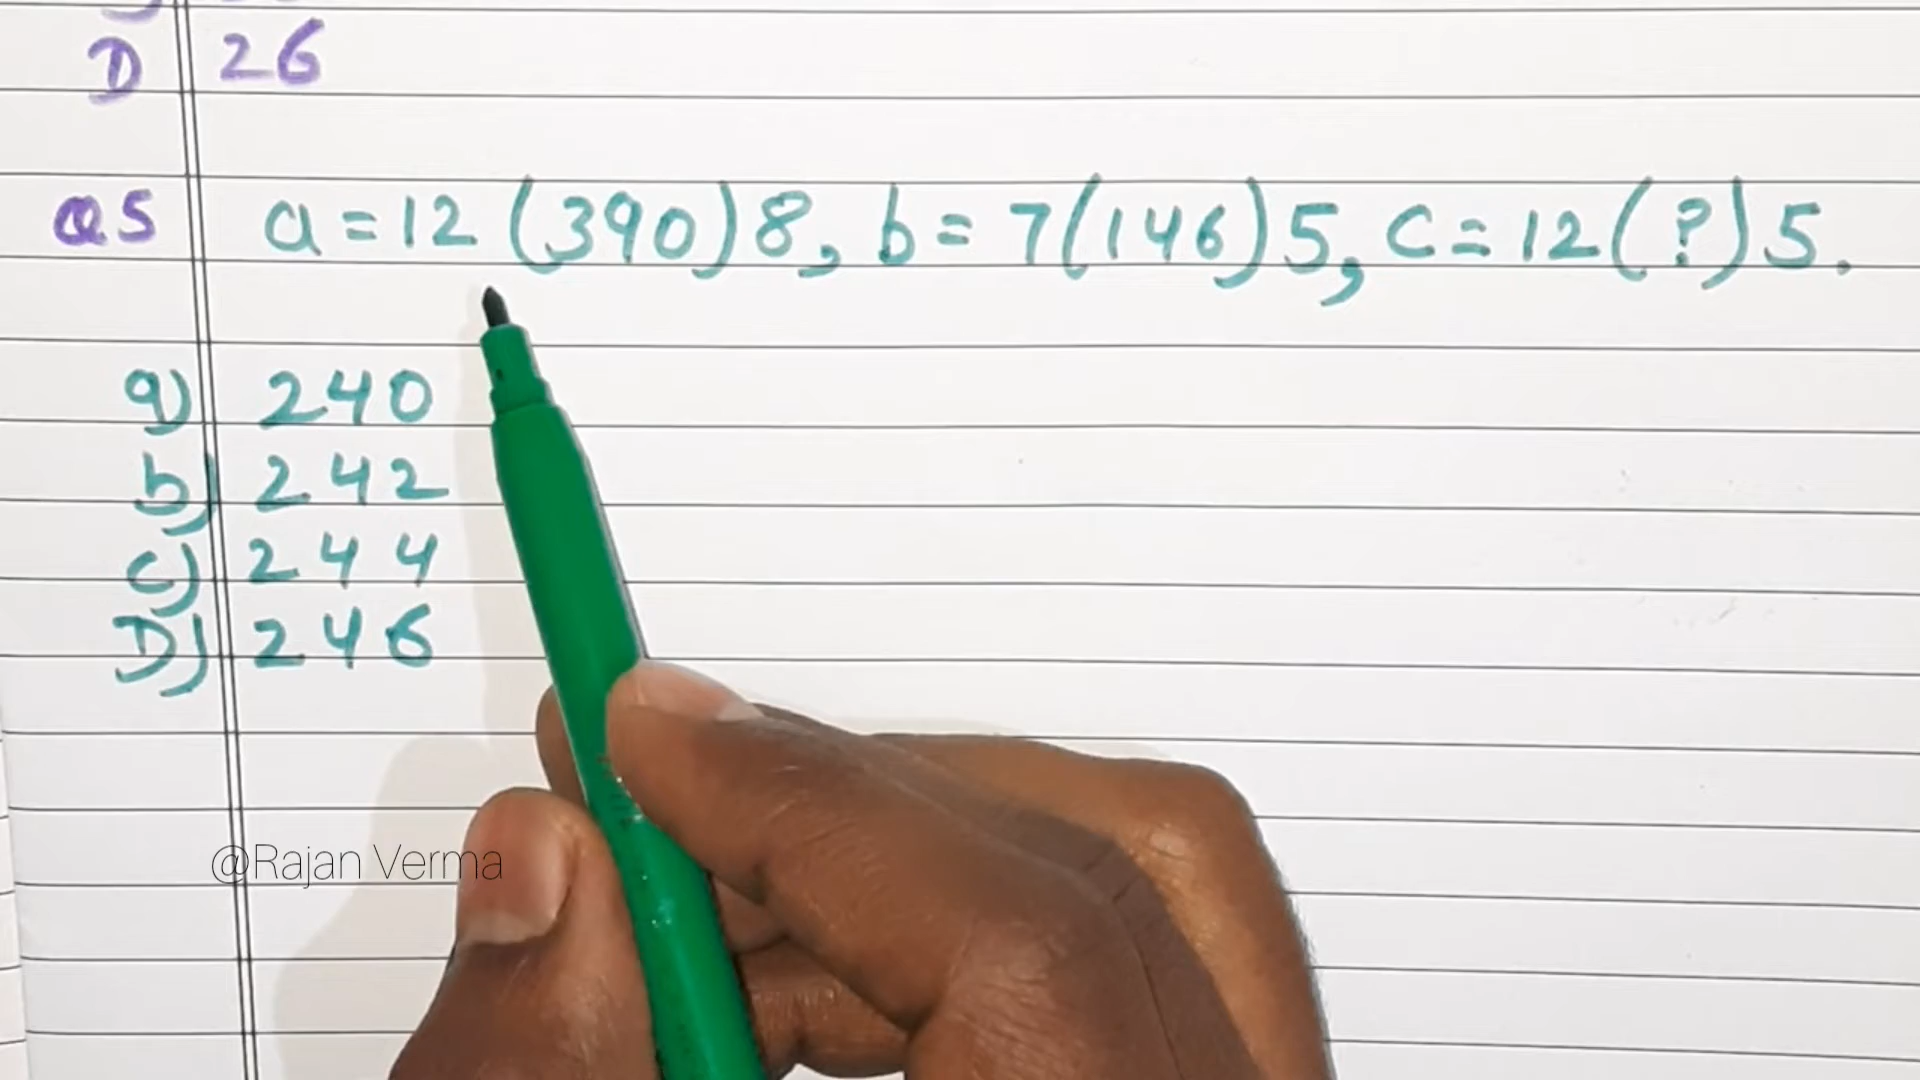 D 26
Q5 a = 12 (390) 8, b = 7 (146) 5, c = 12 (?) 5.
a) 240
b) 242
c) 244
D) 246
@Rajan Verma